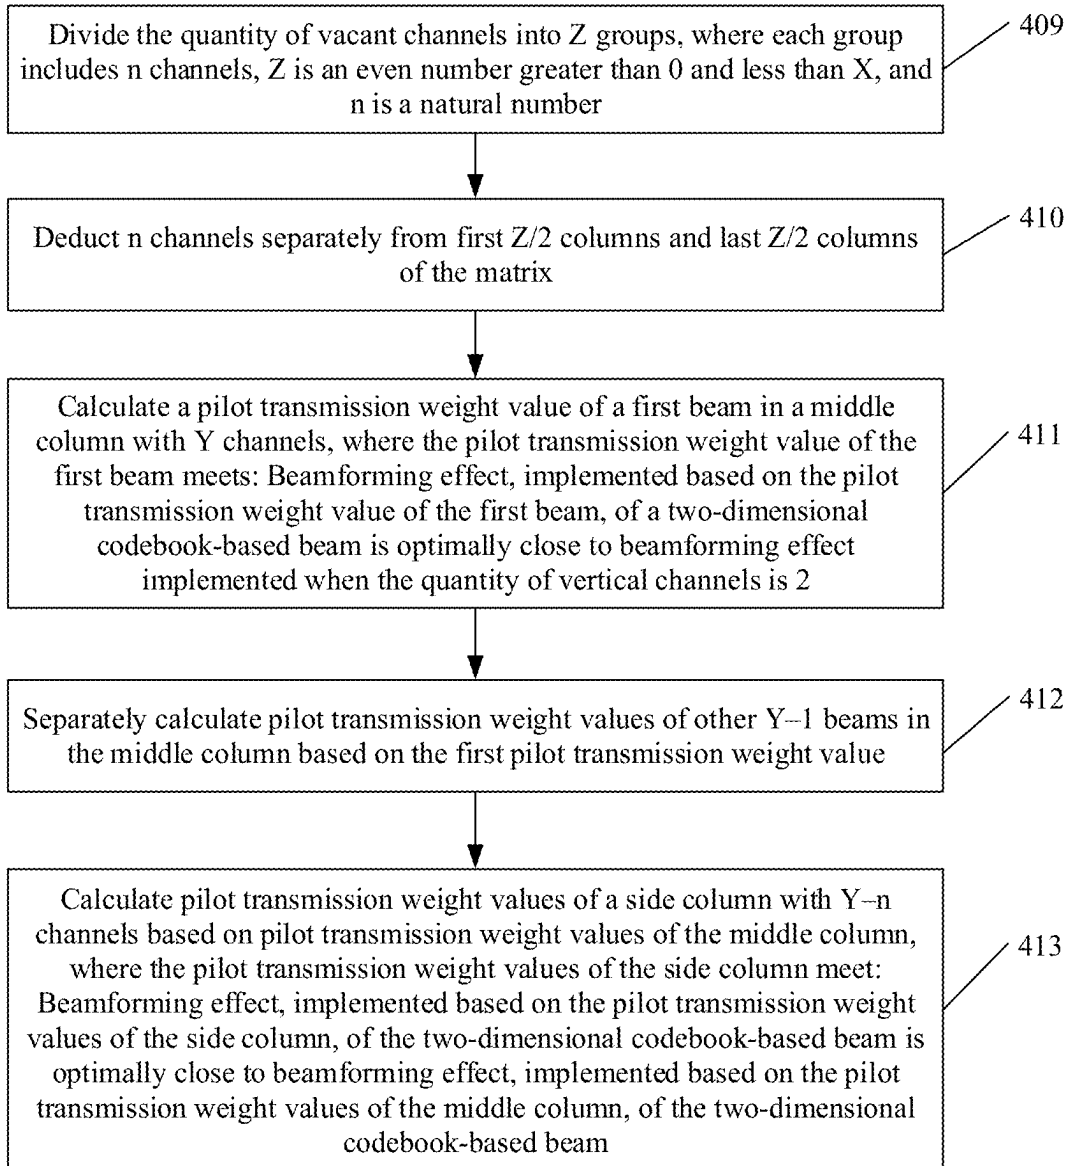 Divide the quantity of vacant channels into Z groups, where each group
includes n channels, Z is an even number greater than 0 and less than X, and
n is a natural number
409
Deduct n channels separately from first Z/2 columns and last Z/2 columns
of the matrix
410
Calculate a pilot transmission weight value of a first beam in a middle
column with Y channels, where the pilot transmission weight value of the
first beam meets: Beamforming effect, implemented based on the pilot
transmission weight value of the first beam, of a two-dimensional
codebook-based beam is optimally close to beamforming effect
implemented when the quantity of vertical channels is 2
411
Separately calculate pilot transmission weight values of other Y–1 beams in
the middle column based on the first pilot transmission weight value
412
Calculate pilot transmission weight values of a side column with Y–n
channels based on pilot transmission weight values of the middle column,
where the pilot transmission weight values of the side column meet:
Beamforming effect, implemented based on the pilot transmission weight
values of the side column, of the two-dimensional codebook-based beam is
optimally close to beamforming effect, implemented based on the pilot
transmission weight values of the middle column, of the two-dimensional
codebook-based beam
413